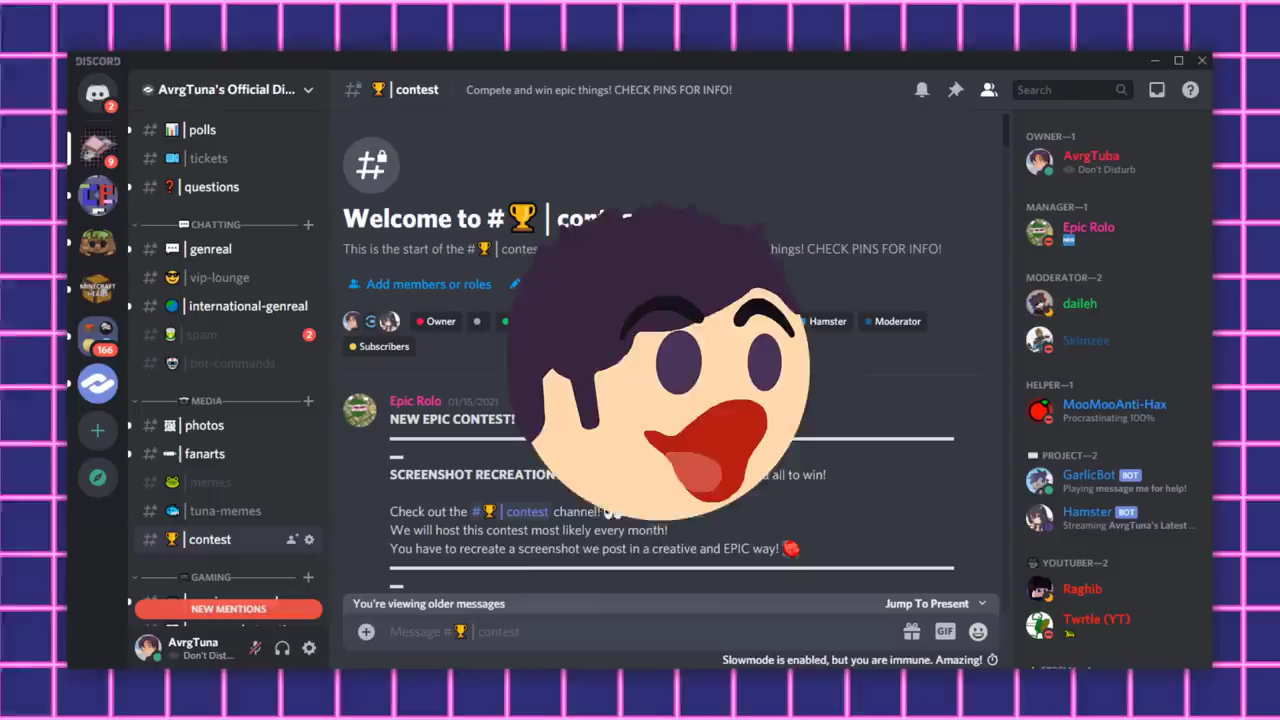 DISCORD
2
9
MINECRAFT
HEADS
166
AvrgTuna's Official Di...
polls
tickets
questions
CHATTING
genreal
vip-lounge
international-genreal
spam
2
bot-commands
MEDIA
photos
fanarts
memes
tuna-memes
contest
GAMING
NEW MENTIONS
AvrgTuna
Don't Dist...
contest
Compete and win epic things! CHECK PINS FOR INFO!
Search
Welcome to #
This is the start of the #
things! CHECK PINS FOR INFO!
Add members or roles
Owner
Hamster
Moderator
Subscribers
Epic Rolo 01/15/2021
NEW EPIC CONTEST!
SCREENSHOT RECREATION
all to win!
Check out the # contest channel!
We will host this contest most likely every month!
You have to recreate a screenshot we post in a creative and EPIC way!
You're viewing older messages
Jump To Present
Message # contest
GIF
Slowmode is enabled, but you are immune. Amazing!
OWNER—1
AvrgTuba
Don't Disturb
MANAGER—1
Epic Rolo
NEW
MODERATOR—2
daileh
Skimzee
HELPER—1
MooMooAnti-Hax
Procrastinating 100%
PROJECT—2
GarlicBot BOT
Playing message me for help!
Hamster BOT
Streaming AvrgTuna's Latest ...
YOUTUBER—2
Raghib
Twrtle (YT)